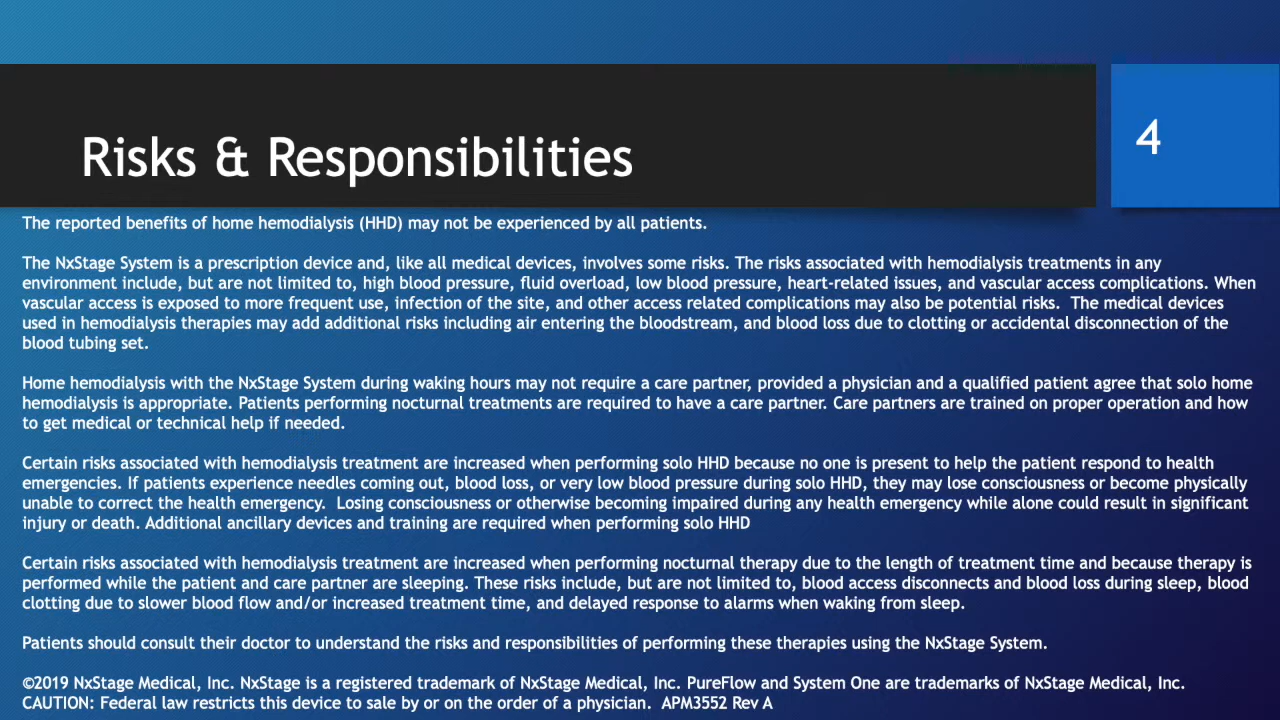 Risks & Responsibilities
4
The reported benefits of home hemodialysis (HHD) may not be experienced by all patients.
The NxStage System is a prescription device and, like all medical devices, involves some risks. The risks associated with hemodialysis treatments in any
environment include, but are not limited to, high blood pressure, fluid overload, low blood pressure, heart-related issues, and vascular access complications. When
vascular access is exposed to more frequent use, infection of the site, and other access related complications may also be potential risks.  The medical devices
used in hemodialysis therapies may add additional risks including air entering the bloodstream, and blood loss due to clotting or accidental disconnection of the
blood tubing set.
Home hemodialysis with the NxStage System during waking hours may not require a care partner, provided a physician and a qualified patient agree that solo home
hemodialysis is appropriate. Patients performing nocturnal treatments are required to have a care partner. Care partners are trained on proper operation and how
to get medical or technical help if needed.
Certain risks associated with hemodialysis treatment are increased when performing solo HHD because no one is present to help the patient respond to health
emergencies. If patients experience needles coming out, blood loss, or very low blood pressure during solo HHD, they may lose consciousness or become physically
unable to correct the health emergency.  Losing consciousness or otherwise becoming impaired during any health emergency while alone could result in significant
injury or death. Additional ancillary devices and training are required when performing solo HHD
Certain risks associated with hemodialysis treatment are increased when performing nocturnal therapy due to the length of treatment time and because therapy is
performed while the patient and care partner are sleeping. These risks include, but are not limited to, blood access disconnects and blood loss during sleep, blood
clotting due to slower blood flow and/or increased treatment time, and delayed response to alarms when waking from sleep.
Patients should consult their doctor to understand the risks and responsibilities of performing these therapies using the NxStage System.
©2019 NxStage Medical, Inc. NxStage is a registered trademark of NxStage Medical, Inc. PureFlow and System One are trademarks of NxStage Medical, Inc.
CAUTION: Federal law restricts this device to sale by or on the order of a physician.  APM3552 Rev A